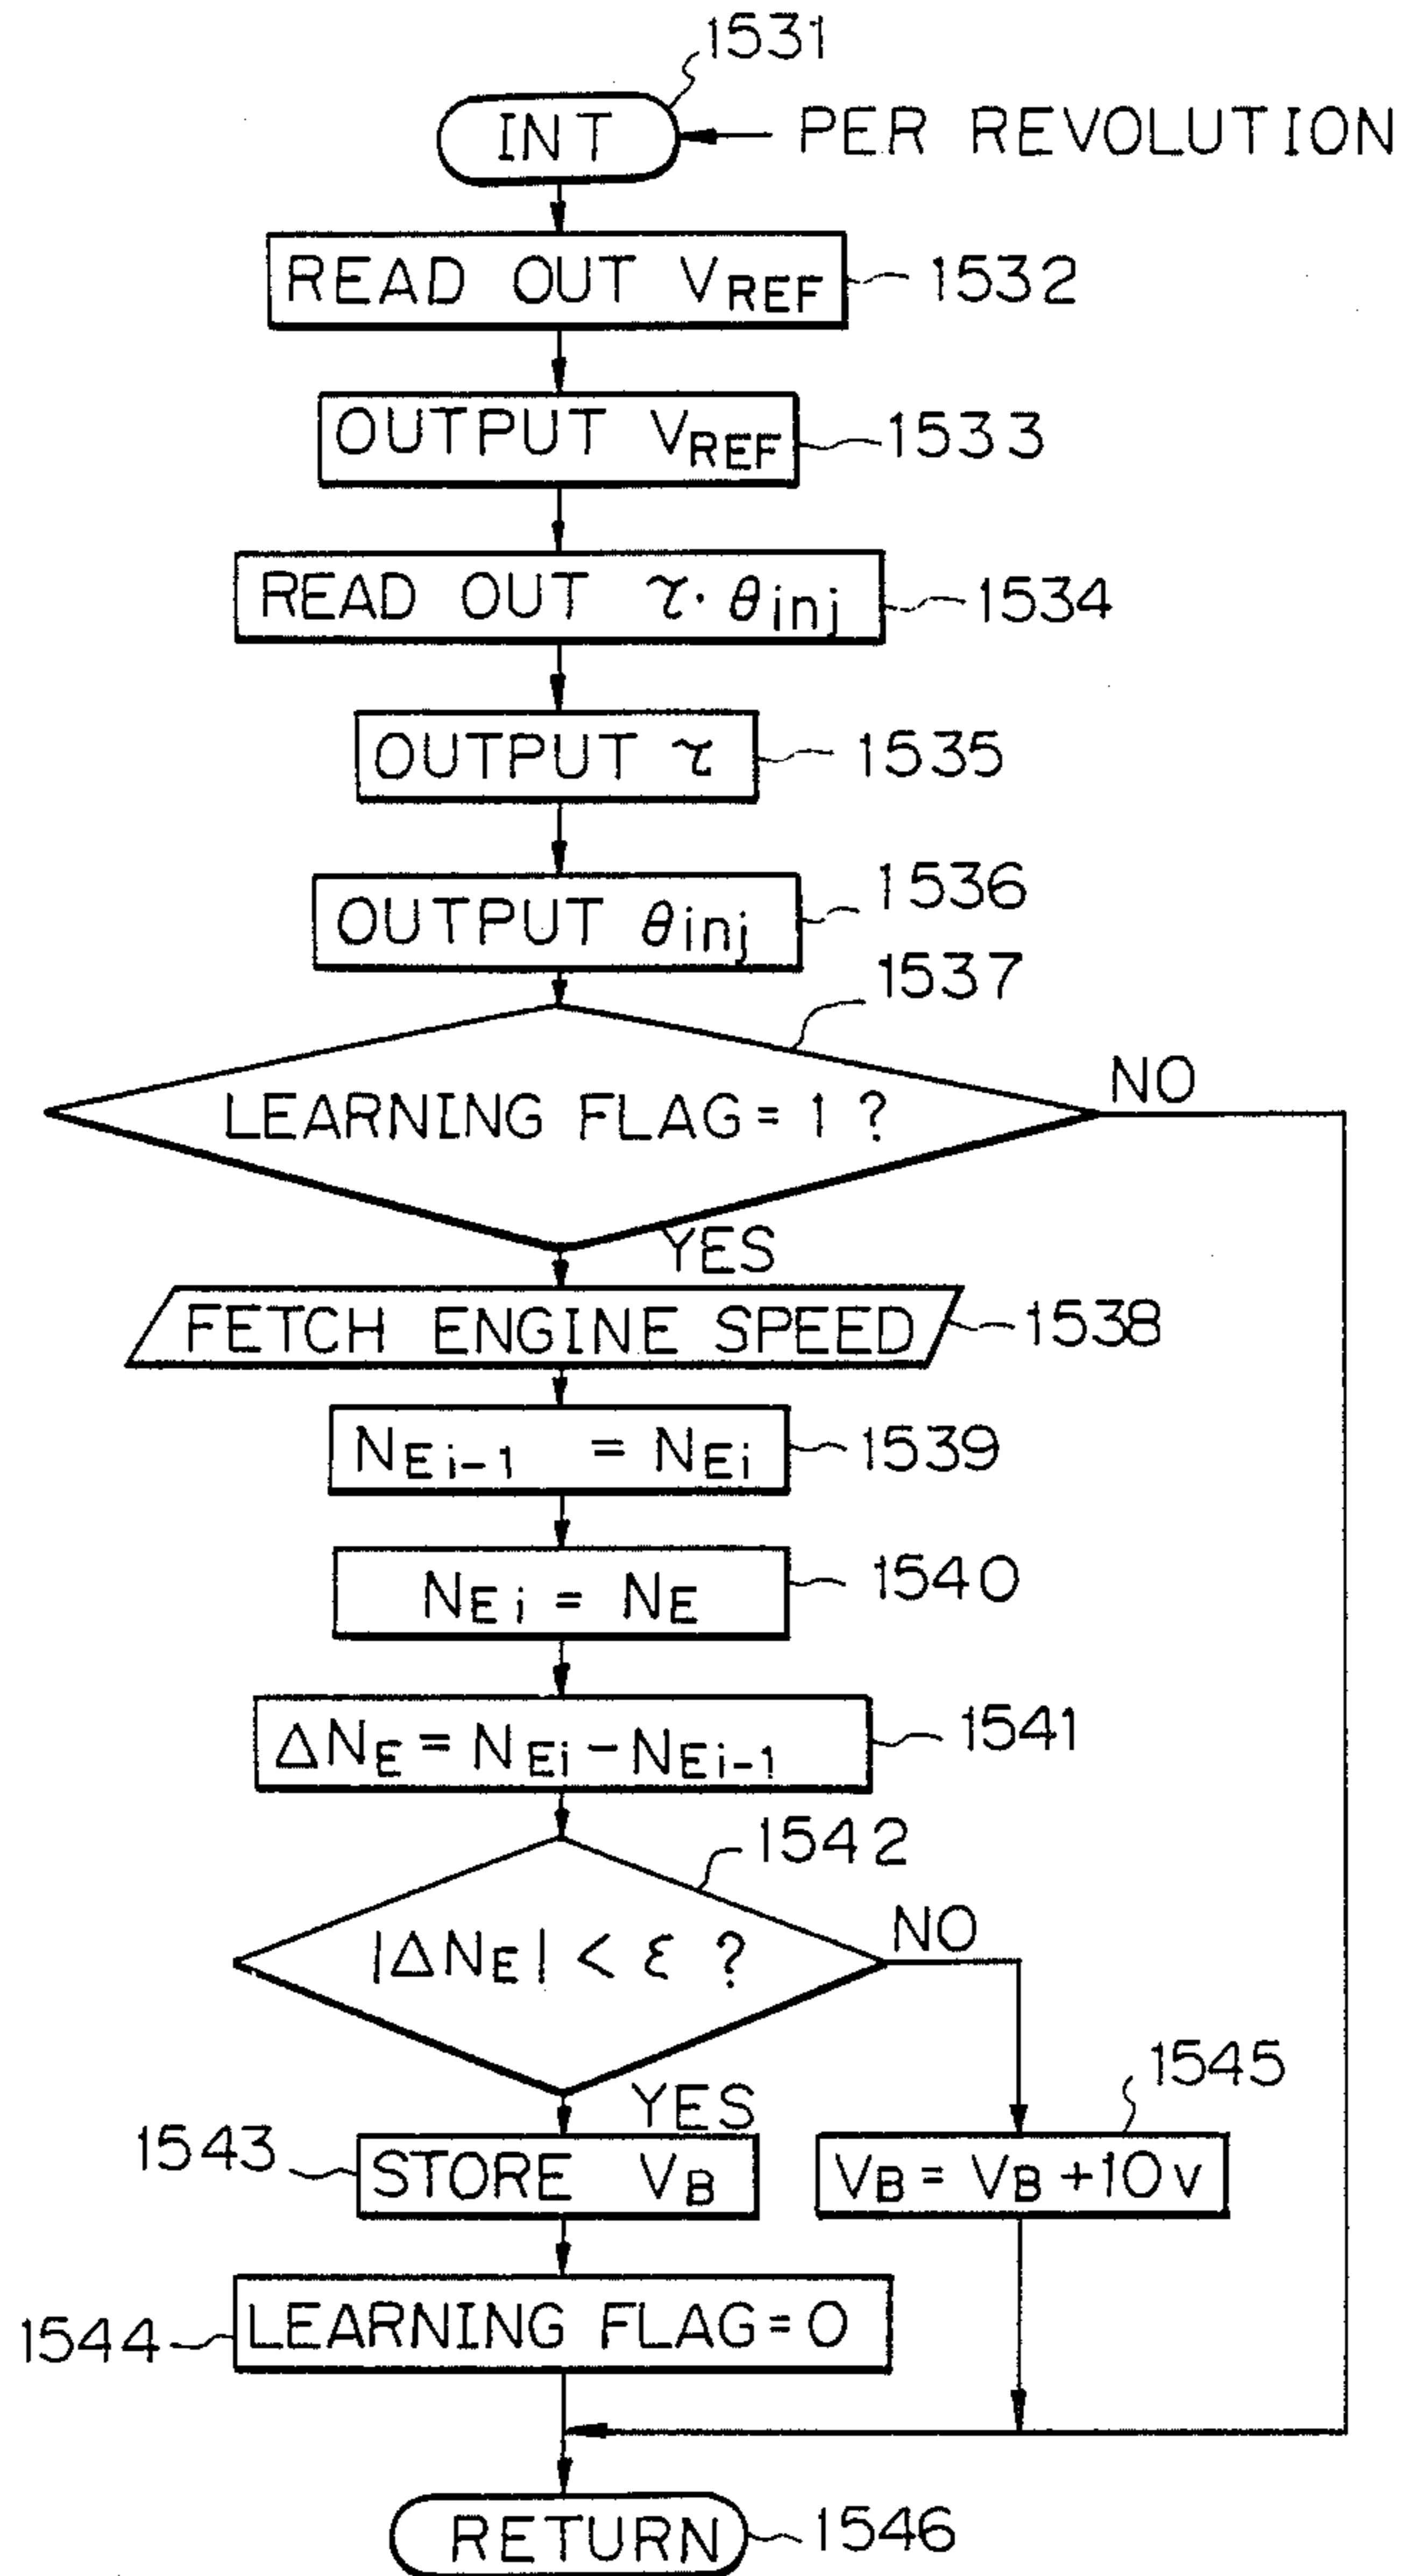 1531
INT
PER REVOLUTION
READ OUT VREF
1532
OUTPUT VREF
1533
READ OUT τ· θinj
1534
OUTPUT τ
1535
OUTPUT θinj
1536
1537
LEARNING FLAG = 1 ?
NO
YES
FETCH ENGINE SPEED
1538
NEi-1 = NEi
1539
NEi = NE
1540
ΔNE = NEi - NEi-1
1541
1542
|ΔNE| < ε ?
NO
YES
1543
STORE VB
1545
VB = VB + 10v
1544
LEARNING FLAG = 0
RETURN
1546